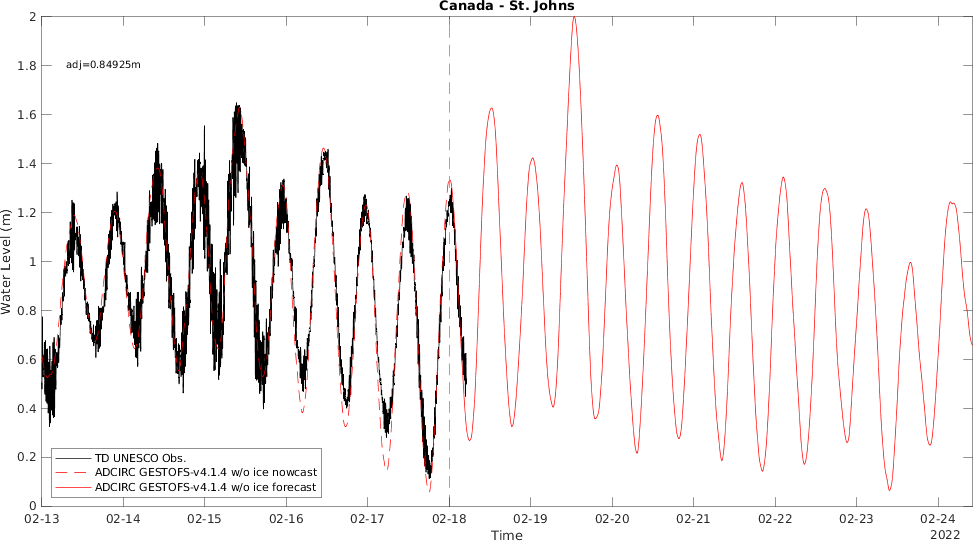 Canada - St. Johns
2
1.8
1.6
1.4
1.2
1
0.8
0.6
0.4
0.2
0
Water Level (m)
adj=0.84925m
TD UNESCO Obs.
ADCIRC GESTOFS-v4.1.4 w/o ice nowcast
ADCIRC GESTOFS-v4.1.4 w/o ice forecast
02-13 02-14 02-15 02-16 02-17 02-18 02-19 02-20 02-21 02-22 02-23 02-24
Time
2022